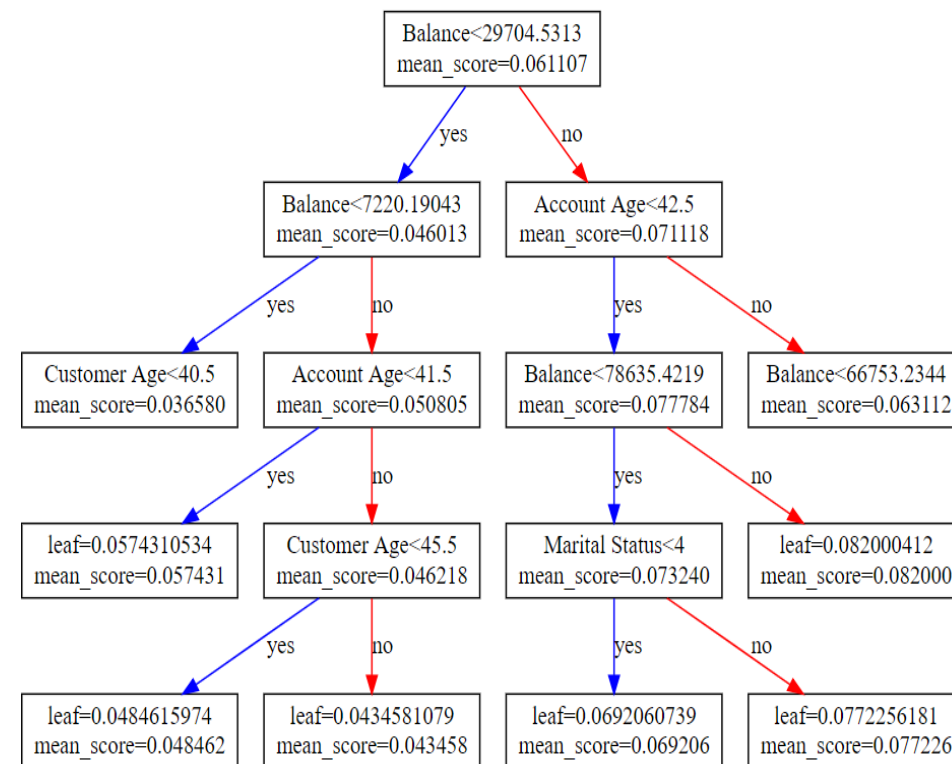 Balance<29704.5313
mean_score=0.061107
yes
no
Balance<7220.19043
mean_score=0.046013
Account Age<42.5
mean_score=0.071118
yes
no
yes
no
Customer Age<40.5
mean_score=0.036580
Account Age<41.5
mean_score=0.050805
Balance<78635.4219
mean_score=0.077784
Balance<66753.2344
mean_score=0.063112
yes
no
yes
no
leaf=0.0574310534
mean_score=0.057431
Customer Age<45.5
mean_score=0.046218
Marital Status<4
mean_score=0.073240
leaf=0.082000412
mean_score=0.082000
yes
no
yes
no
leaf=0.0484615974
mean_score=0.048462
leaf=0.0434581079
mean_score=0.043458
leaf=0.0692060739
mean_score=0.069206
leaf=0.0772256181
mean_score=0.077226